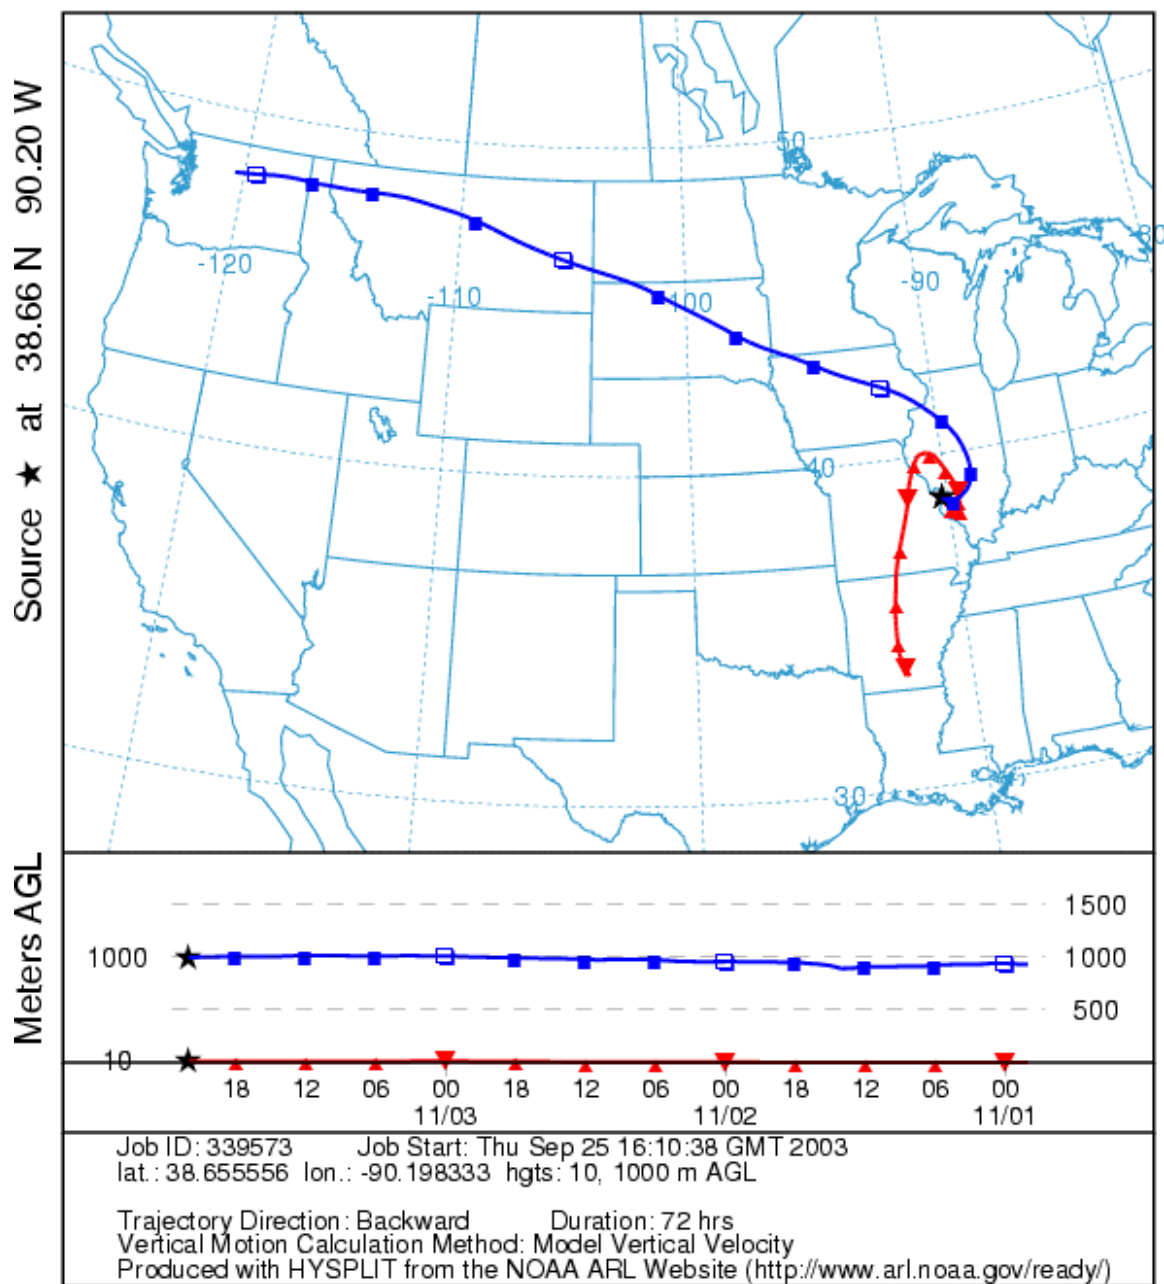 Source ★ at 38.66 N 90.20 W
50
-120
-110
100
-90
40
30
Meters AGL
1500
1000
1000
500
10
18 12 06 00 18 12 06 00 18 12 06 00
11/03 11/02 11/01
Job ID: 339573 Job Start: Thu Sep 25 16:10:38 GMT 2003
lat.: 38.655556 lon.: -90.198333 hgts: 10, 1000 m AGL
Trajectory Direction: Backward Duration: 72 hrs
Vertical Motion Calculation Method: Model Vertical Velocity
Produced with HYSPLIT from the NOAA ARL Website (http://www.arl.noaa.gov/ready/)